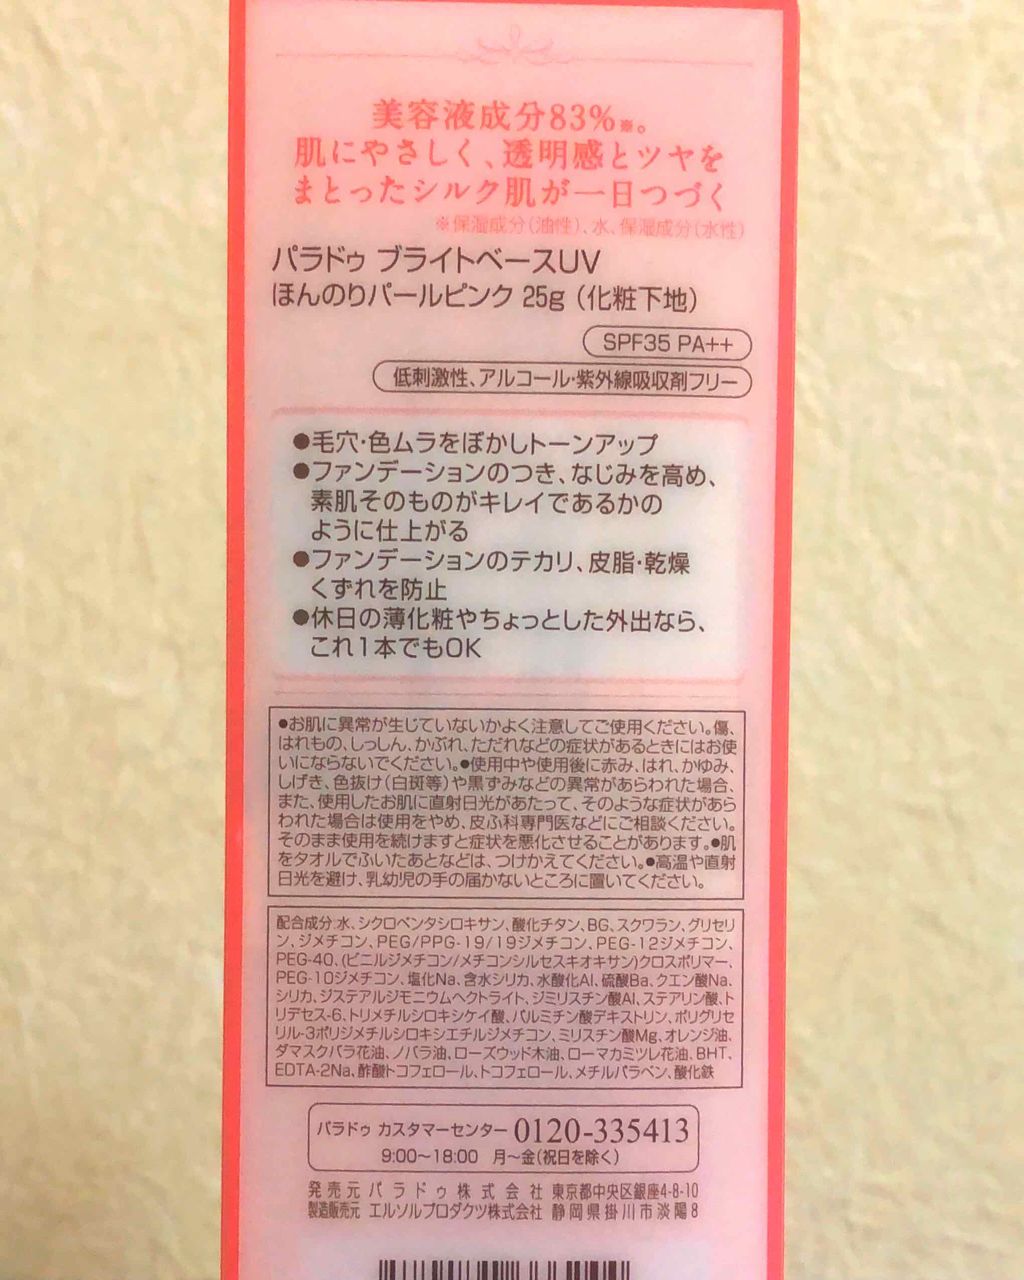 美容液成分83%※。
肌にやさしく、透明感とツヤを
まとったシルク肌が一日つづく
※保湿成分(油性)、水、保湿成分(水性)
パラドゥ ブライトベースUV
ほんのりパールピンク 25g (化粧下地)
SPF35 PA++
低刺激性、アルコール・紫外線吸収剤フリー
●毛穴・色ムラをぼかしトーンアップ
●ファンデーションのつき、なじみを高め、
素肌そのものがキレイであるかの
ように仕上がる
●ファンデーションのテカリ、皮脂・乾燥
くずれを防止
●休日の薄化粧やちょっとした外出なら、
これ1本でもOK
●お肌に異常が生じていないかよく注意してご使用ください。傷、
はれもの、しっしん、かぶれ、ただれなどの症状があるときにはお使
いにならないでください。●使用中や使用後に赤み、はれ、かゆみ、
しげき、色抜け(白斑等)や黒ずみなどの異常があらわれた場合、
また、使用したお肌に直射日光があたって、そのような症状があら
われた場合は使用をやめ、皮ふ科専門医などにご相談ください。
そのまま使用を続けますと症状を悪化させることがあります。●肌
をタオルでふいたあとなどは、つけかえてください。●高温や直射
日光を避け、乳幼児の手の届かないところに置いてください。
配合成分:水、シクロペンタシロキサン、酸化チタン、BG、スクワラン、グリセリ
ン、ジメチコン、PEG/PPG-19/19ジメチコン、PEG-12ジメチコン、
PEG-40、(ビニルジメチコン/メチコンシルセスキオキサン)クロスポリマー、
PEG-10ジメチコン、塩化Na、含水シリカ、水酸化Al、硫酸Ba、クエン酸Na、
シリカ、ジステアルジモニウムヘクトライト、ジミリスチン酸Al、ステアリン酸、ト
リデセス-6、トリメチルシロキシケイ酸、パルミチン酸デキストリン、ポリグリセ
リル-3ポリジメチルシロキシエチルジメチコン、ミリスチン酸Mg、オレンジ油、
ダマスクバラ花油、ノバラ油、ローズウッド木油、ローマカミツレ花油、BHT、
EDTA-2Na、酢酸トコフェロール、トコフェロール、メチルパラベン、酸化鉄
パラドゥ カスタマーセンター 0120-335413
9:00〜18:00 月〜金(祝日を除く)
発売元 パラドゥ株式会社 東京都中央区銀座4-8-10
製造販売元 エルソルプロダクツ株式会社 静岡県掛川市淡陽8